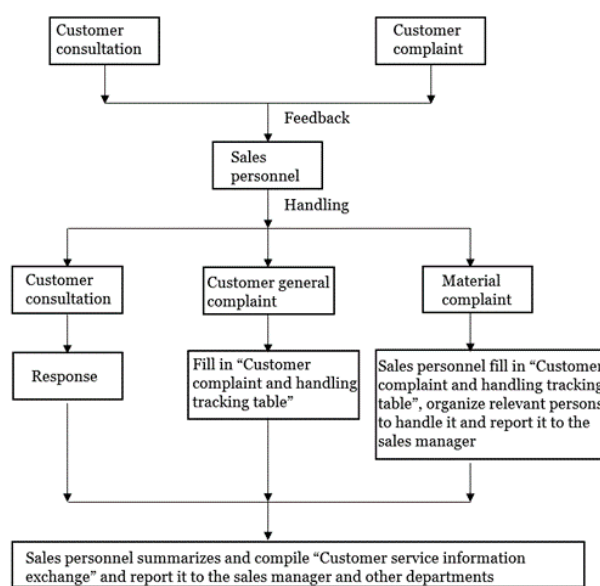 Customer
consultation
Customer
complaint
Feedback
Sales
personnel
Handling
Customer
consultation
Customer general
complaint
Material
complaint
Response
Fill in “Customer
complaint and handling
tracking table”
Sales personnel fill in “Customer
complaint and handling tracking
table”, organize relevant persons
to handle it and report it to the
sales manager
Sales personnel summarizes and compile “Customer service information
exchange” and report it to the sales manager and other departments